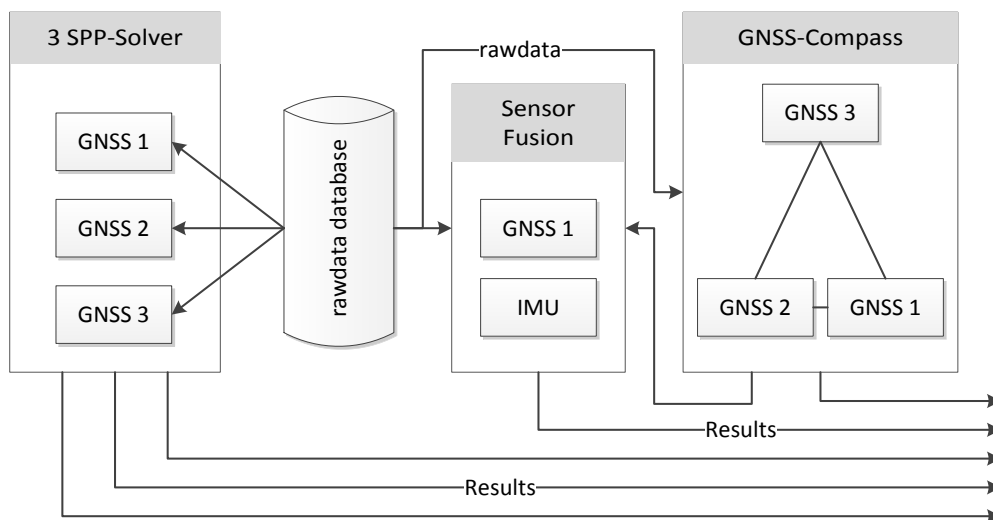 3 SPP-Solver
GNSS 1
GNSS 2
GNSS 3
rawdata database
rawdata
Sensor
Fusion
GNSS 1
IMU
GNSS-Compass
GNSS 3
GNSS 2
GNSS 1
Results
Results